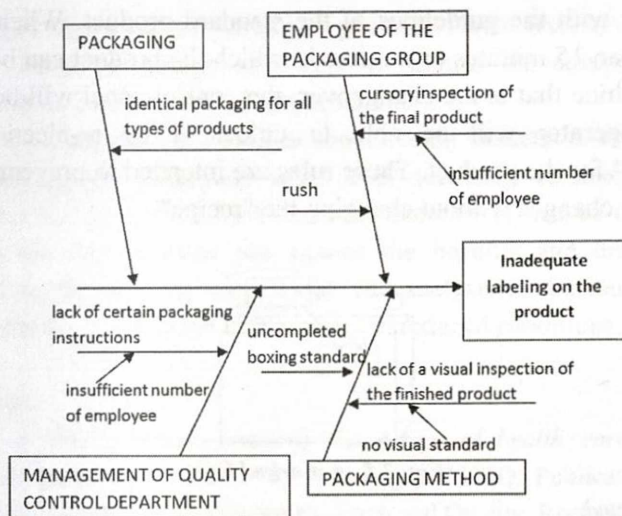 PACKAGING
EMPLOYEE OF THE
PACKAGING GROUP
identical packaging for all
types of products
cursory inspection of
the final product
insufficient number
of employee
rush
Inadequate
labeling on the
product
lack of certain packaging
instructions
insufficient number
of employee
uncompleted
boxing standard
lack of a visual inspection of
the finished product
no visual standard
MANAGEMENT OF QUALITY
CONTROL DEPARTMENT
PACKAGING METHOD